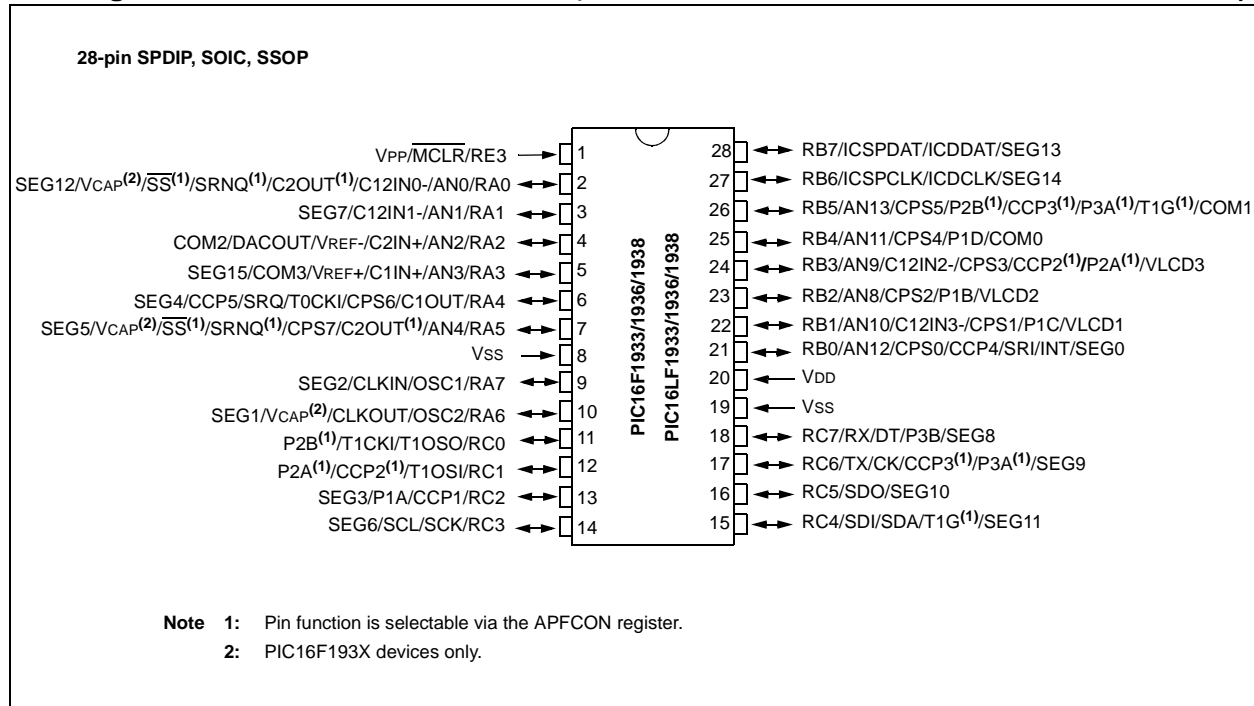 28-pin SPDIP, SOIC, SSOP
VPP/MCLR/RE3 1 28 RB7/ICSPDAT/ICDDAT/SEG13
SEG12/VCAP(2)/SS(1)/SRNQ(1)/C2OUT(1)/C12IN0-/AN0/RA0 2 27 RB6/ICSPCLK/ICDCLK/SEG14
SEG7/C12IN1-/AN1/RA1 3 26 RB5/AN13/CPS5/P2B(1)/CCP3(1)/P3A(1)/T1G(1)/COM1
COM2/DACOUT/VREF-/C2IN+/AN2/RA2 4 25 RB4/AN11/CPS4/P1D/COM0
SEG15/COM3/VREF+/C1IN+/AN3/RA3 5 24 RB3/AN9/C12IN2-/CPS3/CCP2(1)/P2A(1)/VLCD3
SEG4/CCP5/SRQ/T0CKI/CPS6/C1OUT/RA4 6 23 RB2/AN8/CPS2/P1B/VLCD2
SEG5/VCAP(2)/SS(1)/SRNQ(1)/CPS7/C2OUT(1)/AN4/RA5 7 22 RB1/AN10/C12IN3-/CPS1/P1C/VLCD1
VSS 8 21 RB0/AN12/CPS0/CCP4/SRI/INT/SEG0
SEG2/CLKIN/OSC1/RA7 9 20 VDD
SEG1/VCAP(2)/CLKOUT/OSC2/RA6 10 19 VSS
P2B(1)/T1CKI/T1OSO/RC0 11 18 RC7/RX/DT/P3B/SEG8
P2A(1)/CCP2(1)/T1OSI/RC1 12 17 RC6/TX/CK/CCP3(1)/P3A(1)/SEG9
SEG3/P1A/CCP1/RC2 13 16 RC5/SDO/SEG10
SEG6/SCL/SCK/RC3 14 15 RC4/SDI/SDA/T1G(1)/SEG11
PIC16F1933/1936/1938
PIC16LF1933/1936/1938
Note 1: Pin function is selectable via the APFCON register.
2: PIC16F193X devices only.